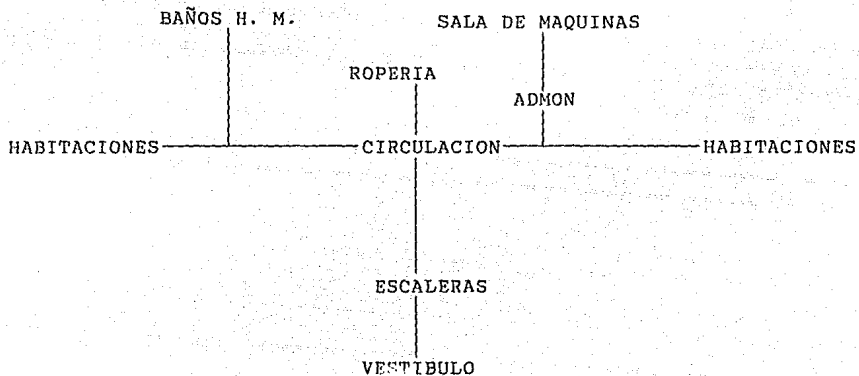 BAÑOS H. M.
SALA DE MAQUINAS
ROPERIA
ADMON
HABITACIONES CIRCULACION HABITACIONES
ESCALERAS
VESTIBULO